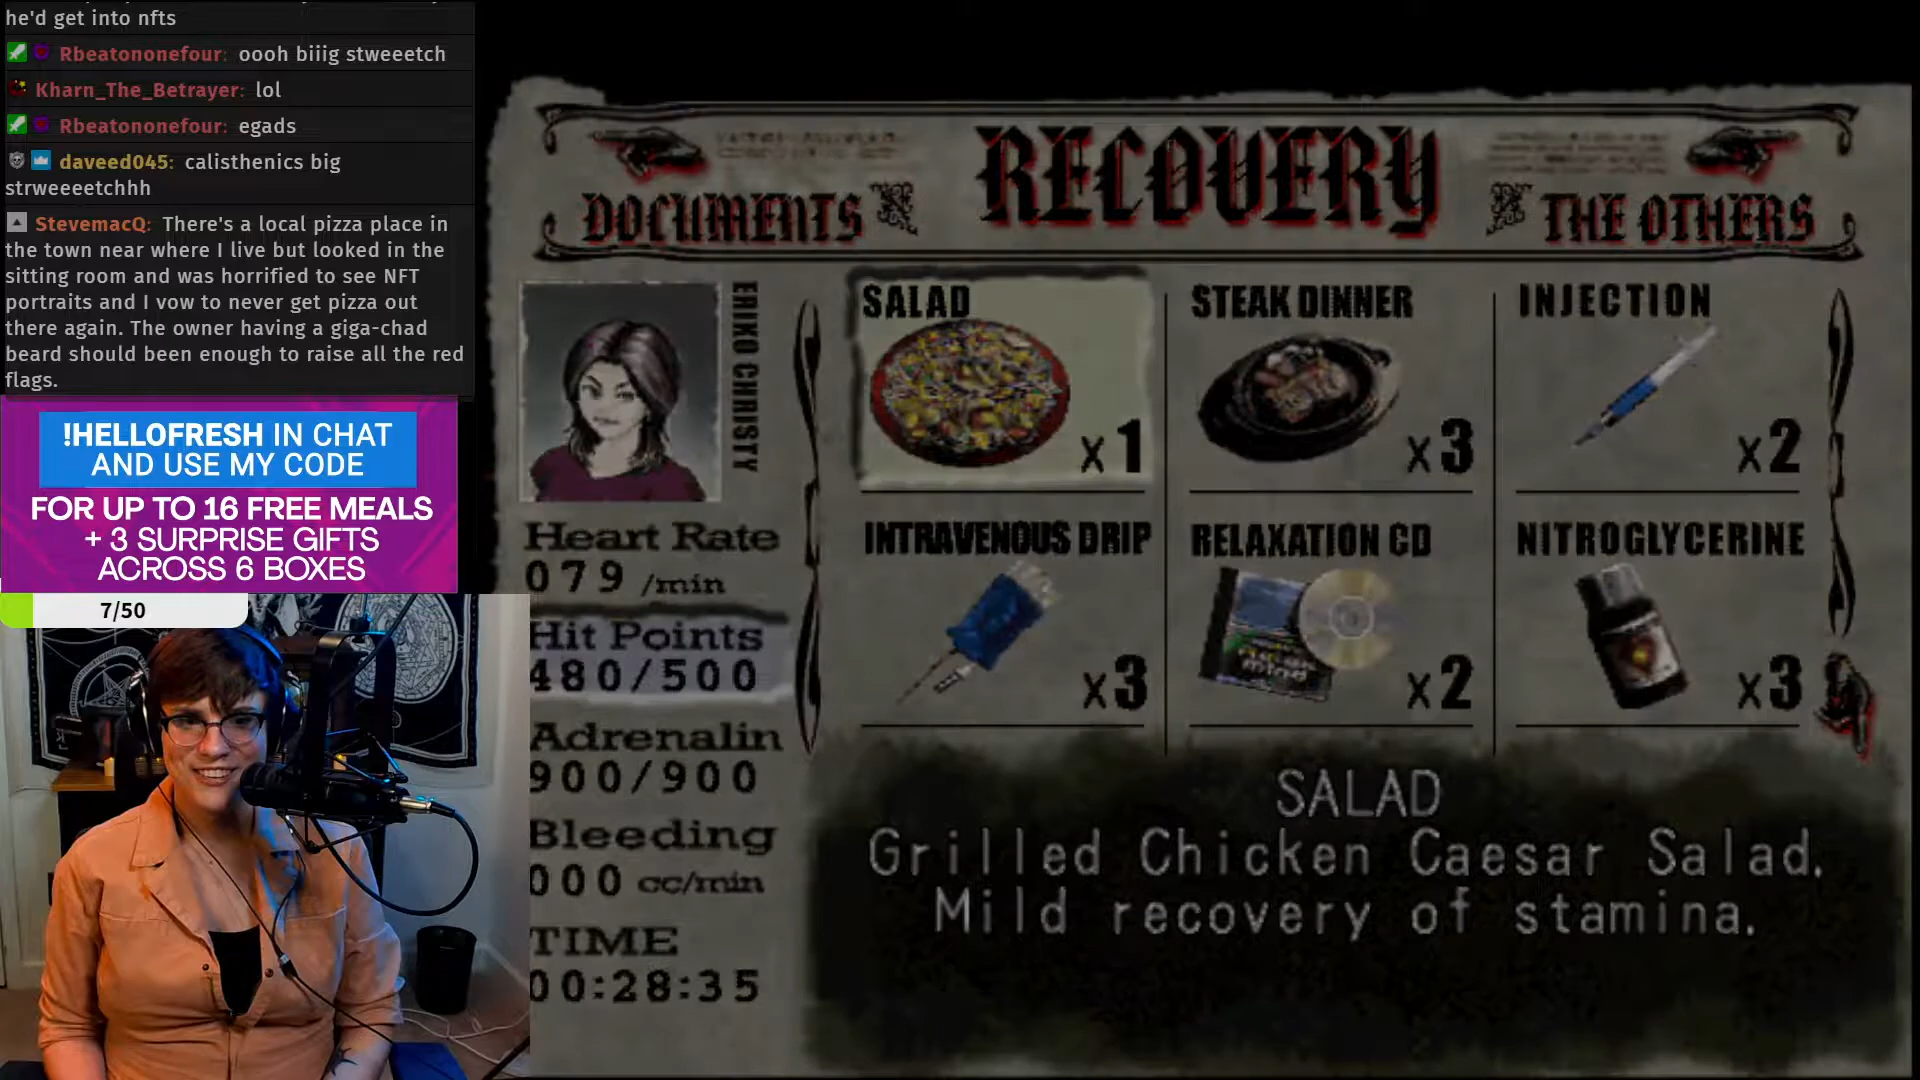 he'd get into nfts
Rbeatononefour: oooh biiig stweeetch
Kharn_The_Betrayer: lol
Rbeatononefour: egads
daveed045: calisthenics big
strweeeetchhh
StevemacQ: There's a local pizza place in
the town near where I live but looked in the
sitting room and was horrified to see NFT
portraits and I vow to never get pizza out
there again. The owner having a giga-chad
beard should been enough to raise all the red
flags.
!HELLOFRESH IN CHAT
AND USE MY CODE
FOR UP TO 16 FREE MEALS
+ 3 SURPRISE GIFTS
ACROSS 6 BOXES
7/50
DOCUMENTS
RECOVERY
THE OTHERS
ERIKO CHRISTY
Heart Rate
079 /min
Hit Points
480/500
Adrenalin
900/900
Bleeding
000 cc/min
TIME
00:28:35
SALAD
x1
STEAK DINNER
x3
INJECTION
x2
INTRAVENOUS DRIP
x3
RELAXATION CD
x2
NITROGLYCERINE
x3
SALAD
Grilled Chicken Caesar Salad.
Mild recovery of stamina.